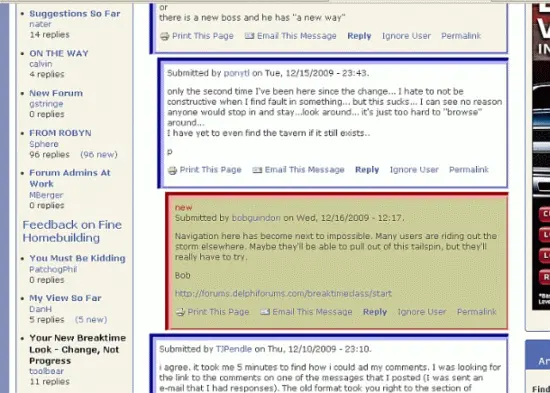 Suggestions So Far
nater
14 replies
ON THE WAY
calvin
4 replies
New Forum
gstringe
0 replies
FROM ROBYN
Sphere
96 replies (96 new)
Forum Admins At
Work
MBerger
0 replies
Feedback on Fine
Homebuilding
You Must Be Kidding
PatchogPhil
0 replies
My View So Far
DanH
5 replies (5 new)
Your New Breaktime
Look - Change, Not
Progress
toolbear
11 replies
or
there is a new boss and he has "a new way"
Print This Page Email This Message Reply Ignore User Permalink
Submitted by ponytl on Tue, 12/15/2009 - 23:43.
only the second time I've been here since the change... I hate to not be
constructive when I find fault in something... but this sucks... I can see no reason
anyone would stop in and stay...look around... it's just too hard to "browse"
around...
I have yet to even find the tavern if it still exists..
p
Print This Page Email This Message Reply Ignore User Permalink
new
Submitted by bobguindon on Wed, 12/16/2009 - 12:17.
Navigation here has become next to impossible. Many users are riding out the
storm elsewhere. Maybe they'll be able to pull out of this tailspin, but they'll
really have to try.
Bob
http://forums.delphiforums.com/breaktimeclass/start
Print This Page Email This Message Reply Ignore User Permalink
Submitted by TJPendle on Thu, 12/10/2009 - 23:10.
i agree. it took me 5 minutes to find how i could ad my comments. I was looking for
the link to the comments on one of the messages that I posted (I was sent an
e-mail that I had responses). The old format took you right to the section of